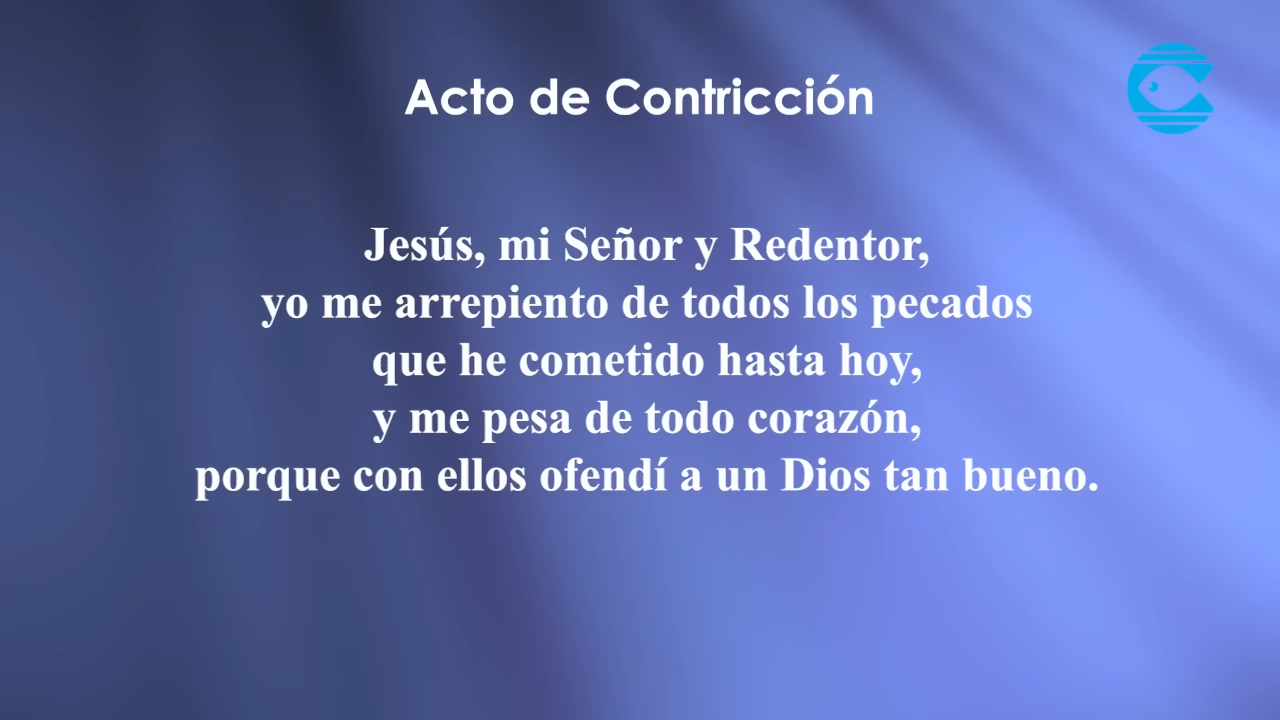 Acto de Contricción
Jesús, mi Señor y Redentor,
yo me arrepiento de todos los pecados
que he cometido hasta hoy,
y me pesa de todo corazón,
porque con ellos ofendí a un Dios tan bueno.